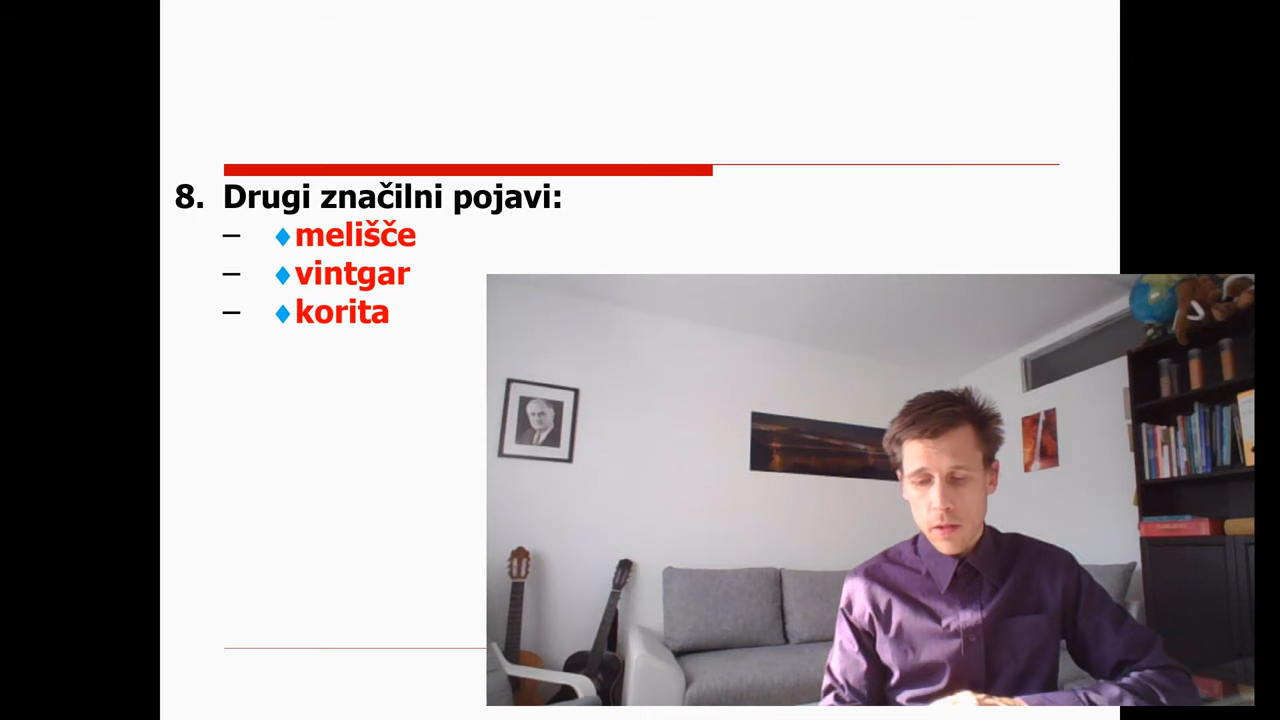 8. Drugi značilni pojavi:
– ♦melišče
– ♦vintgar
– ♦korita